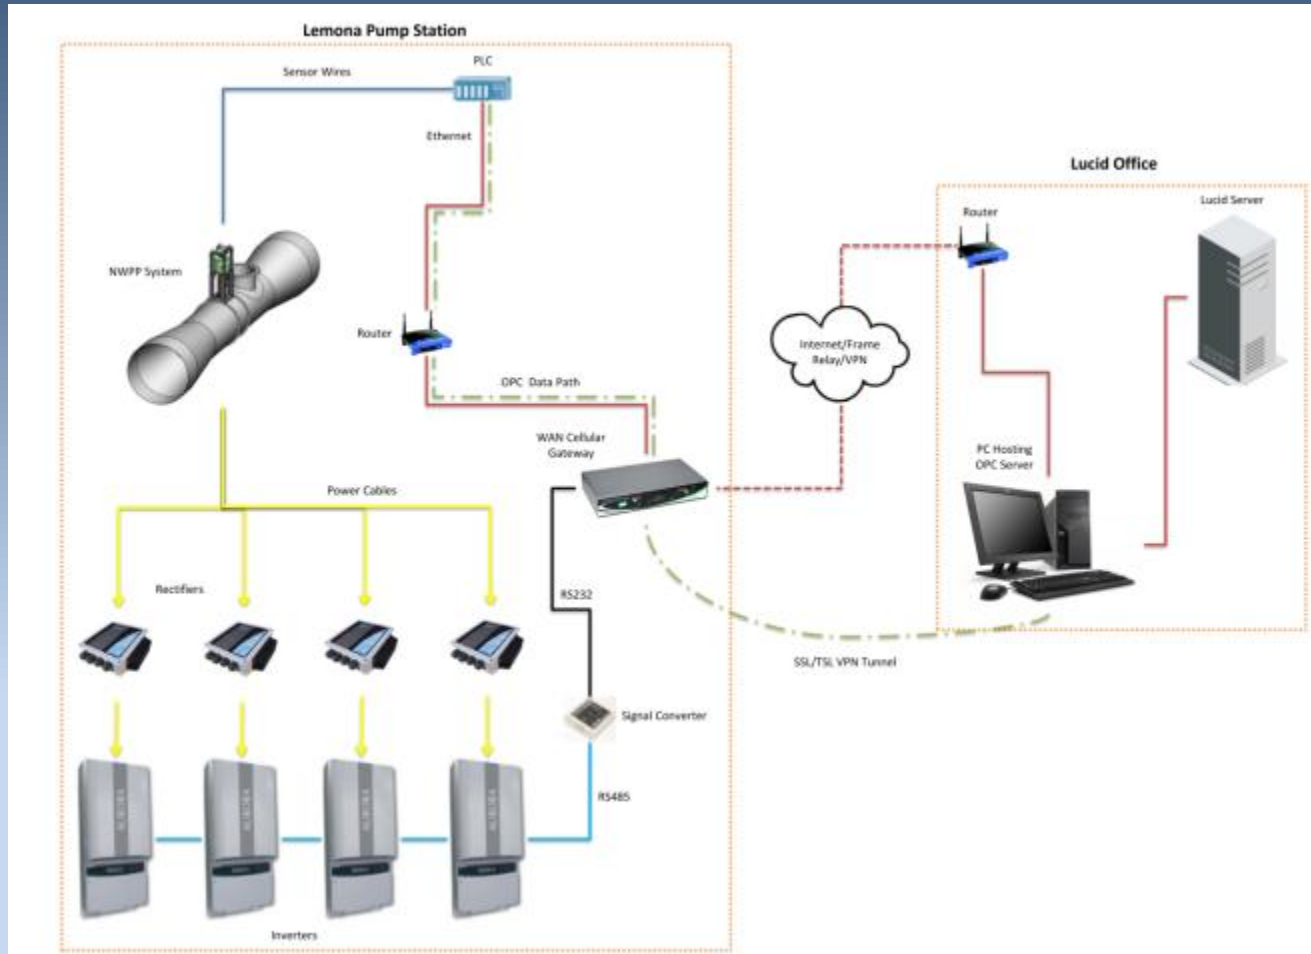 Lemona Pump Station
PLC
Sensor Wires
Ethernet
Lucid Office
Lucid Server
Router
NWPP System
Router
Internet/Frame
Relay/VPN
OPC Data Path
WAN Cellular
Gateway
PC Hosting
OPC Server
Power Cables
Rectifiers
RS232
SSL/TSL VPN Tunnel
Signal Converter
RS485
Inverters